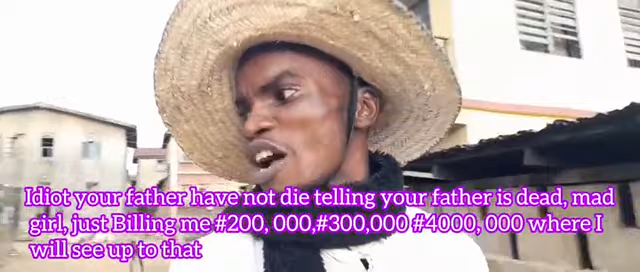 Idiot your father have not die telling your father is dead, mad
girl, just Billing me #200, 000,#300,000 #4000, 000 where I
will see up to that